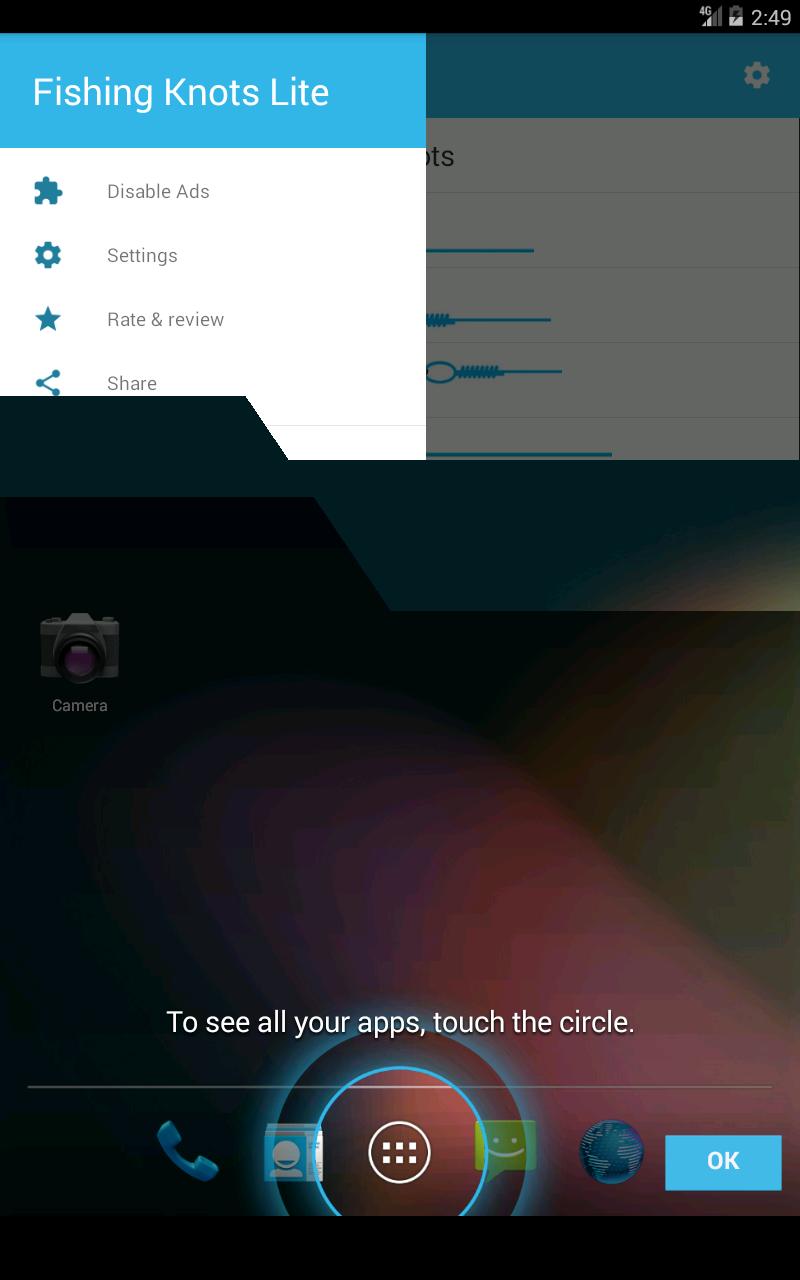 4G 2:49
Fishing Knots Lite
ots
Disable Ads
Settings
Rate & review
Share
Camera
To see all your apps, touch the circle.
OK